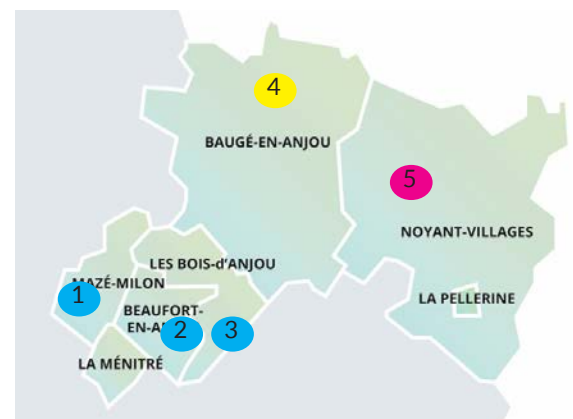 4
BAUGÉ-EN-ANJOU
5
NOYANT-VILLAGES
LES BOIS-d'ANJOU
MAZÉ-MILON
1
LA PELLERINE
BEAUFORT-
2
3
LA MÉNITRÉ